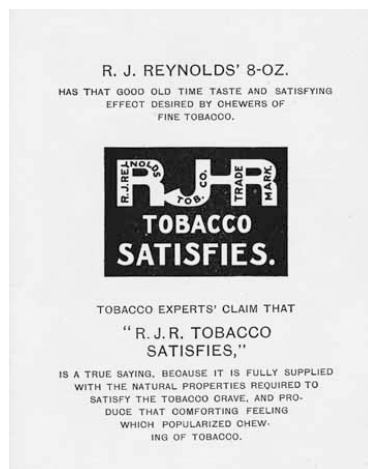 R. J. REYNOLDS' 8-OZ.
HAS THAT GOOD OLD TIME TASTE AND SATISFYING
EFFECT DESIRED BY CHEWERS OF
FINE TOBACCO.
RJR
R.J.REYNOLDS TOB. CO. TRADE MARK.
TOBACCO
SATISFIES.
TOBACCO EXPERTS' CLAIM THAT
"R. J. R. TOBACCO
SATISFIES,"
IS A TRUE SAYING, BECAUSE IT IS FULLY SUPPLIED
WITH THE NATURAL PROPERTIES REQUIRED TO
SATISFY THE TOBACCO CRAVE, AND PRO-
DUCE THAT COMFORTING FEELING
WHICH POPULARIZED CHEW-
ING OF TOBACCO.